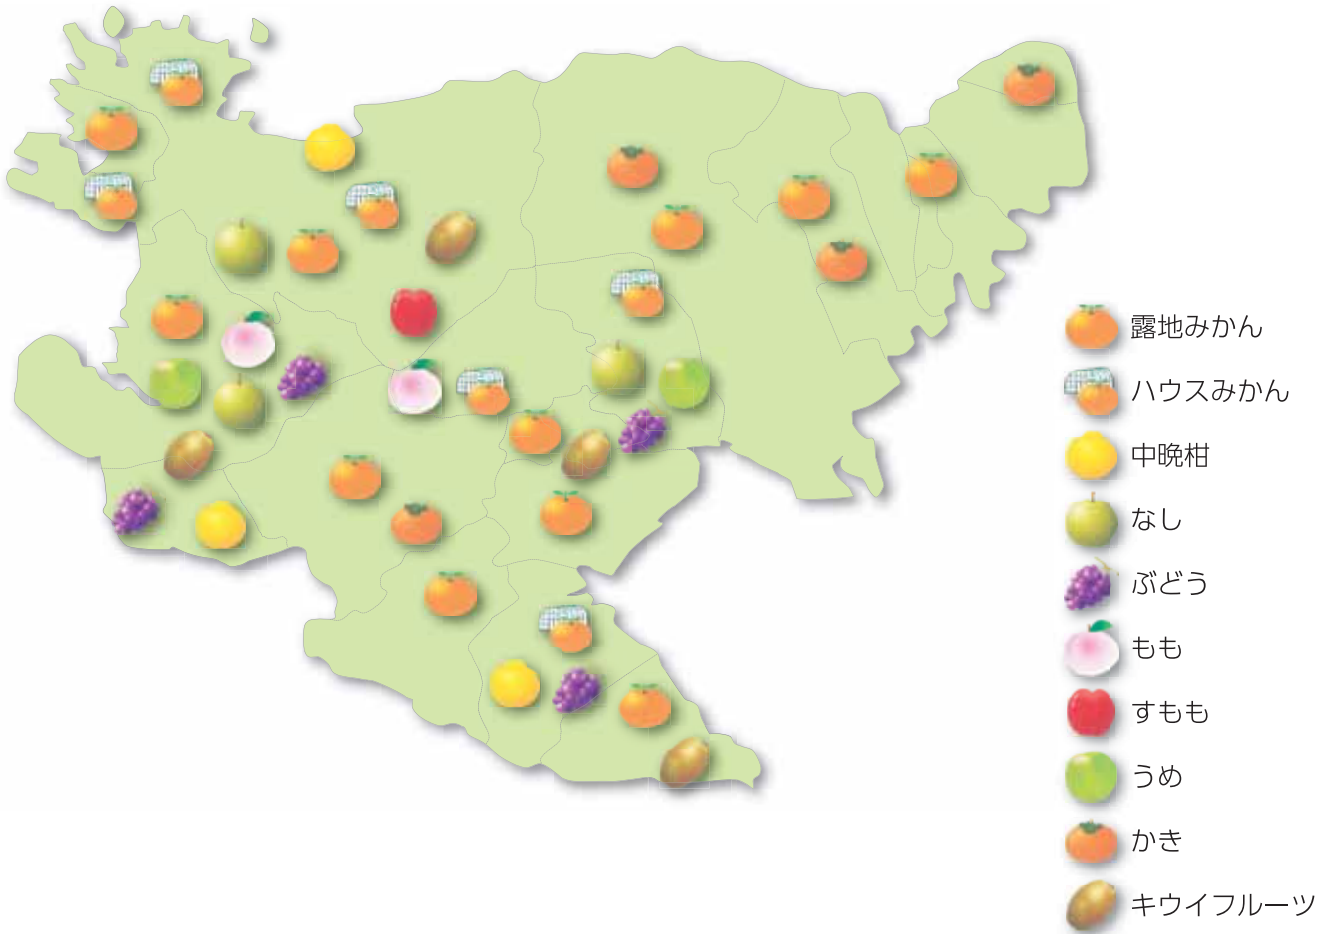 露地みかん
ハウスみかん
中晩柑
なし
ぶどう
もも
すもも
うめ
かき
キウイフルーツ